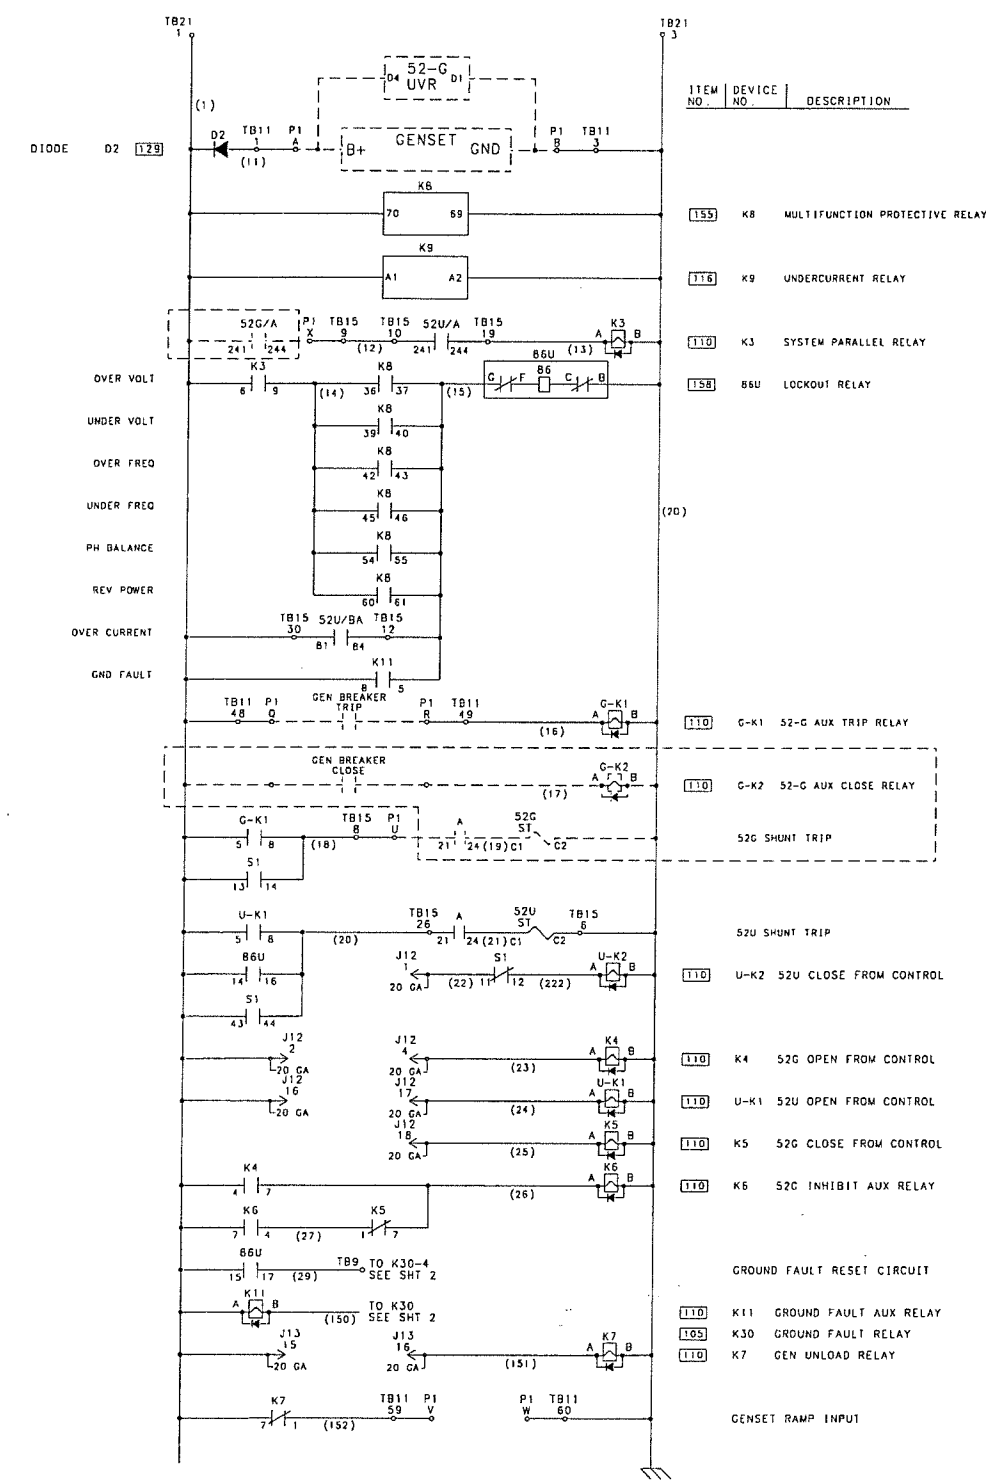 TB21 TB21
1 3
52-G
D4 D1
UVR
ITEM NO. DEVICE NO. DESCRIPTION
(1)
D2 TB11 P1 P1 TB11
1 A B 3
DIODE D2 129 B+ GENSET GND
(11)
K8
70 69 155 K8 MULTIFUNCTION PROTECTIVE RELAY
K9
A1 A2 116 K9 UNDERCURRENT RELAY
52G/A P1 TB15 TB15 52U/A TB15 K3
X 9 10 19 A B
241 244 (12) 241 244 (13) 110 K3 SYSTEM PARALLEL RELAY
86U
OVER VOLT K3 K8 86
G F C B 158 86U LOCKOUT RELAY
6 9 (14) 36 37 (15)
UNDER VOLT K8
39 40
OVER FREQ K8
42 43
UNDER FREQ K8
45 46 (20)
PH BALANCE K8
54 55
REV POWER K8
60 61
TB15 52U/BA TB15
OVER CURRENT 30 12
B1 B4
GND FAULT K11
8 5
TB11 P1 GEN BREAKER P1 TB11 G-K1
48 Q TRIP R 49 A B
(16) 110 G-K1 52-G AUX TRIP RELAY
GEN BREAKER G-K2
CLOSE A B
(17) 110 G-K2 52-G AUX CLOSE RELAY
G-K1 TB15 P1 A 52G
8 U ST
5 8 (18) 21 24 (19) C1 C2 52G SHUNT TRIP
S1
13 14
U-K1 TB15 A 52U TB15
26 ST 6
5 8 (20) 21 24 (21) C1 C2 52U SHUNT TRIP
86U J12 S1 U-K2
1 A B
14 16 20 GA (22) 11 12 (222) 110 U-K2 52U CLOSE FROM CONTROL
S1
43 44
J12 J12 K4
2 4 A B
20 GA 20 GA (23) 110 K4 52G OPEN FROM CONTROL
J12 J12 U-K1
16 17 A B
20 GA 20 GA (24) 110 U-K1 52U OPEN FROM CONTROL
J12 K5
18 A B
20 GA (25) 110 K5 52G CLOSE FROM CONTROL
K4 K6
A B
4 7 (26) 110 K6 52G INHIBIT AUX RELAY
K6 K5
7 4 (27) 1 7
86U TB9 TO K30-4
15 17 (29) SEE SHT 2 GROUND FAULT RESET CIRCUIT
K11
A B TO K30
(150) SEE SHT 2 110 K11 GROUND FAULT AUX RELAY
105 K30 GROUND FAULT RELAY
J13 J13 K7
15 16 A B
20 GA 20 GA (151) 110 K7 GEN UNLOAD RELAY
K7 TB11 P1 P1 TB11
59 V W 60
7 1 (152) GENSET RAMP INPUT